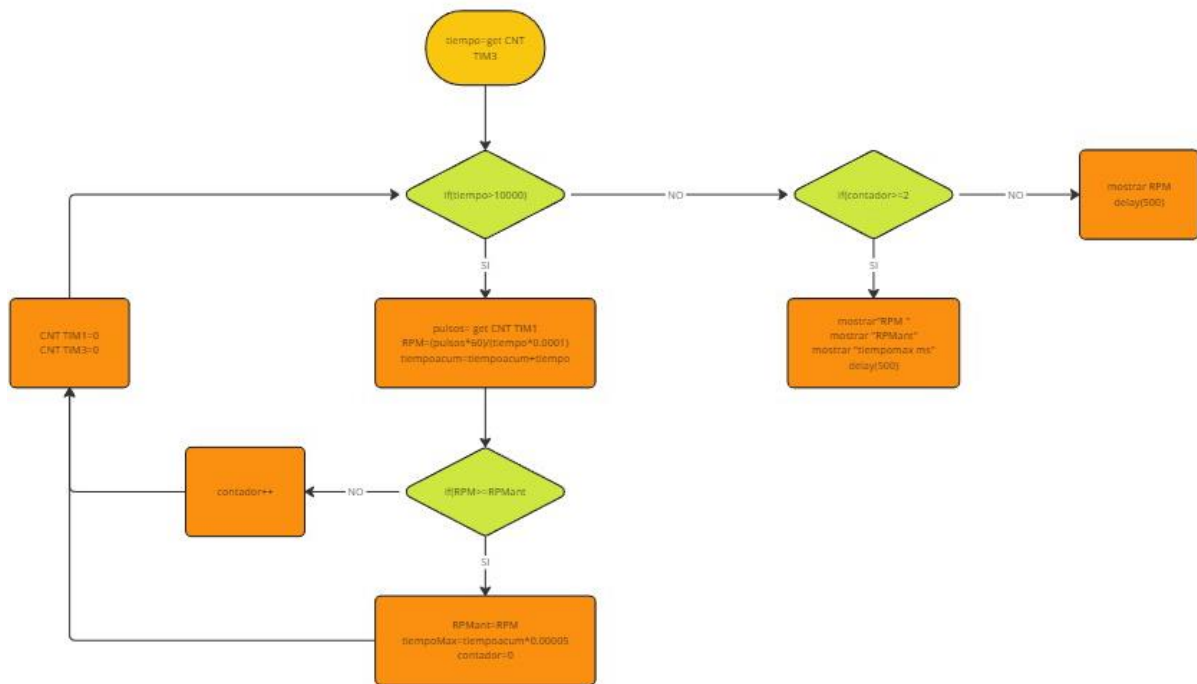 tiempo=get CNT
TIM3
if(tiempo>10000)
NO
if(contador>=2
NO
mostrar RPM
delay(500)
SI
SI
CNT TIM1=0
CNT TIM3=0
pulsos= get CNT TIM1
RPM=(pulsos*60)/(tiempo*0.0001)
tiempoacum=tiempoacum+tiempo
mostrar"RPM "
mostrar "RPMant"
mostrar "tiempomax ms"
delay(500)
contador++
NO
if(RPM>=RPMant
SI
RPMant=RPM
tiempoMax=tiempoacum*0.00005
contador=0